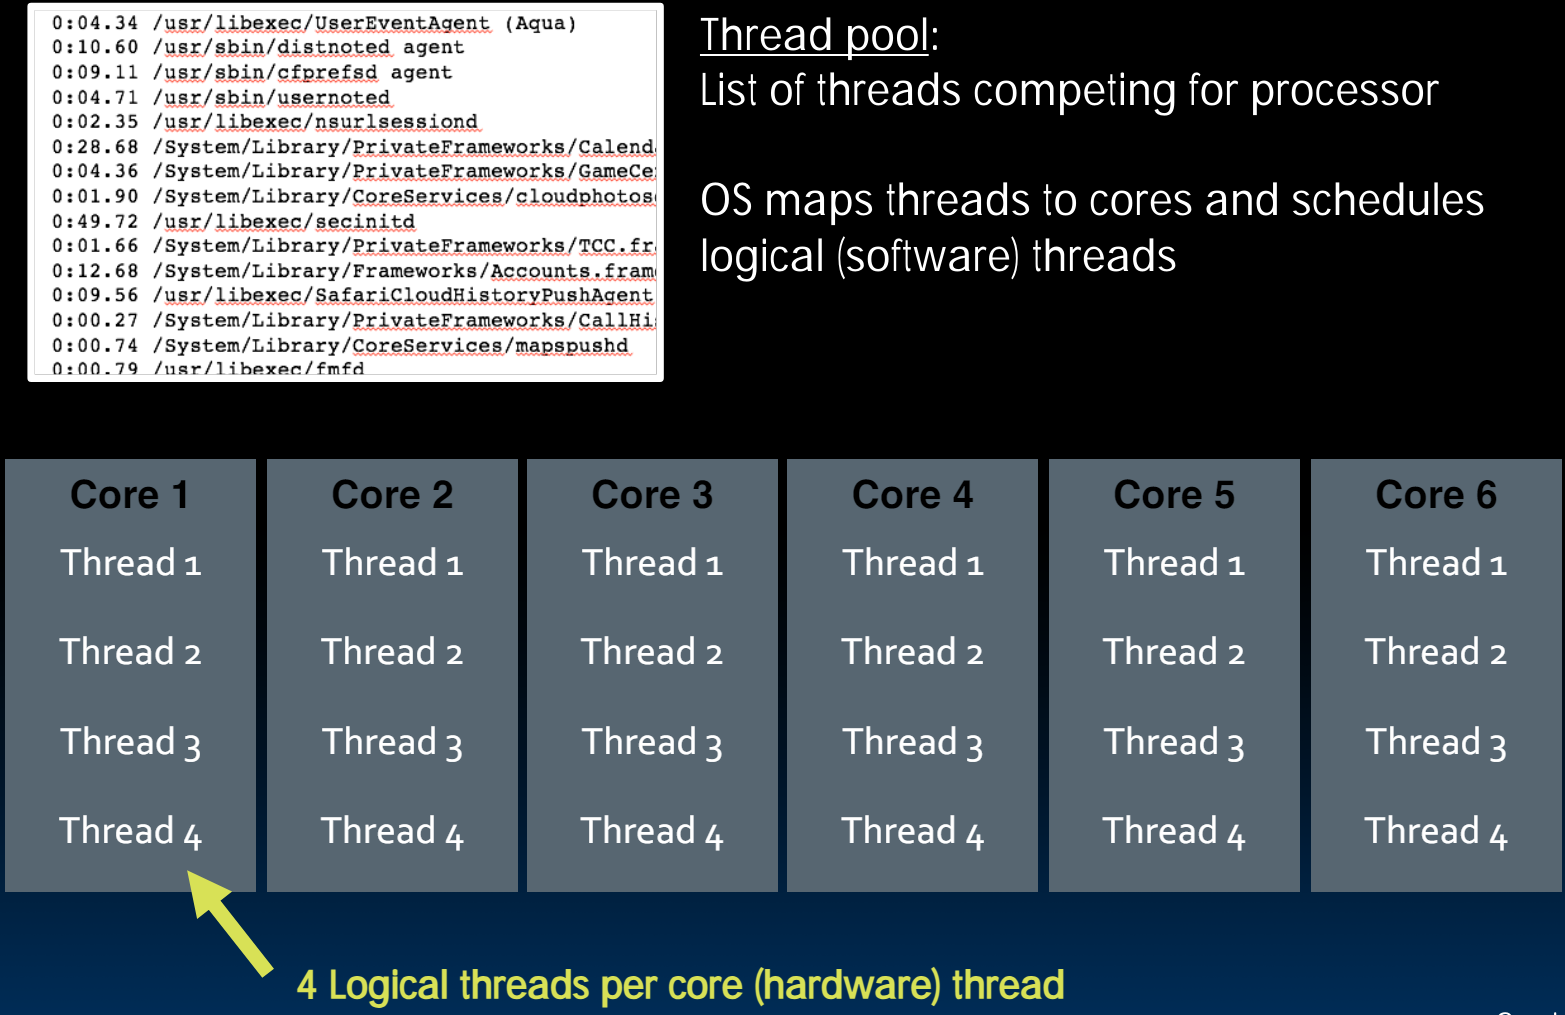 0:04.34 /usr/libexec/UserEventAgent (Aqua)
0:10.60 /usr/sbin/distnoted agent
0:09.11 /usr/sbin/cfprefsd agent
0:04.71 /usr/sbin/usernoted
0:02.35 /usr/libexec/nsurlsessiond
0:28.68 /System/Library/PrivateFrameworks/Calend
0:04.36 /System/Library/PrivateFrameworks/GameCe
0:01.90 /System/Library/CoreServices/cloudphotos
0:49.72 /usr/libexec/secinitd
0:01.66 /System/Library/PrivateFrameworks/TCC.fr
0:12.68 /System/Library/Frameworks/Accounts.fram
0:09.56 /usr/libexec/SafariCloudHistoryPushAgent
0:00.27 /System/Library/PrivateFrameworks/CallHi
0:00.74 /System/Library/CoreServices/mapspushd
0:00.79 /usr/libexec/fmfd
Thread pool:
List of threads competing for processor
OS maps threads to cores and schedules
logical (software) threads
Core 1 Core 2 Core 3 Core 4 Core 5 Core 6
Thread 1 Thread 1 Thread 1 Thread 1 Thread 1 Thread 1
Thread 2 Thread 2 Thread 2 Thread 2 Thread 2 Thread 2
Thread 3 Thread 3 Thread 3 Thread 3 Thread 3 Thread 3
Thread 4 Thread 4 Thread 4 Thread 4 Thread 4 Thread 4
4 Logical threads per core (hardware) thread